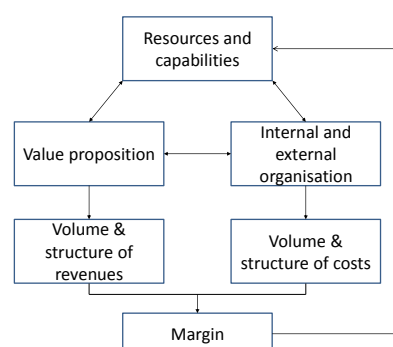 Resources and
capabilities
Value proposition
Internal and
external
organisation
Volume &
structure of
revenues
Volume &
structure of costs
Margin